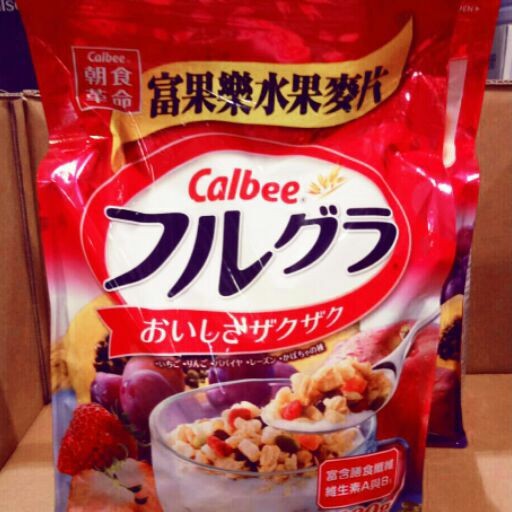 Calbee
朝食
革命
富果樂水果麥片
Calbee
フルグラ
おいしさザクザク
・いちご・りんご・パパイヤ・レーズン・かぼちゃの種
富含膳食纖維
維生素A與B₁